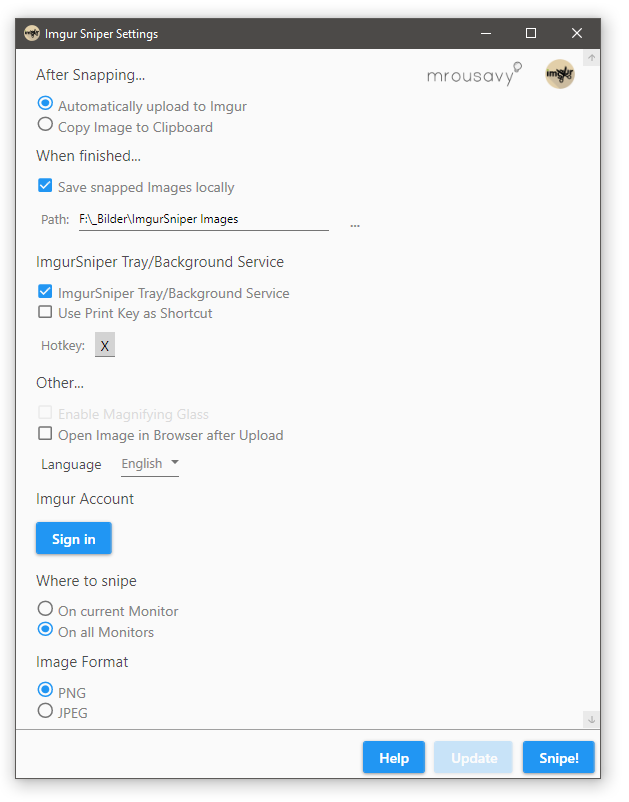 Imgur Sniper Settings
After Snapping...
mrousavy
imgur
Automatically upload to Imgur
Copy Image to Clipboard
When finished...
Save snapped Images locally
Path: F:\_Bilder\ImgurSniper Images ...
ImgurSniper Tray/Background Service
ImgurSniper Tray/Background Service
Use Print Key as Shortcut
Hotkey: X
Other...
Enable Magnifying Glass
Open Image in Browser after Upload
Language English
Imgur Account
Sign in
Where to snipe
On current Monitor
On all Monitors
Image Format
PNG
JPEG
Help Update Snipe!